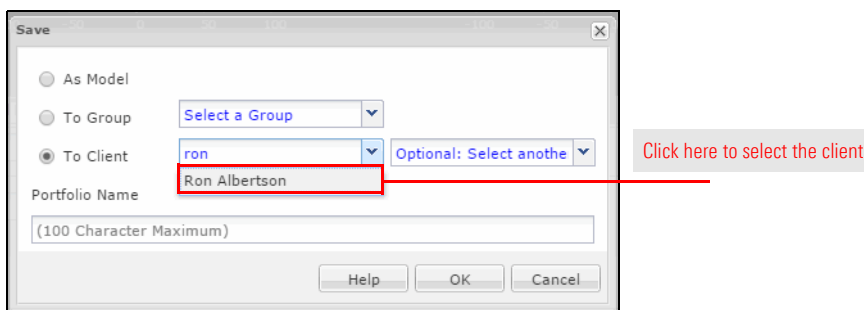 Save
As Model
To Group Select a Group
To Client ron Optional: Select anothe
Click here to select the client
Ron Albertson
Portfolio Name
(100 Character Maximum)
Help OK Cancel